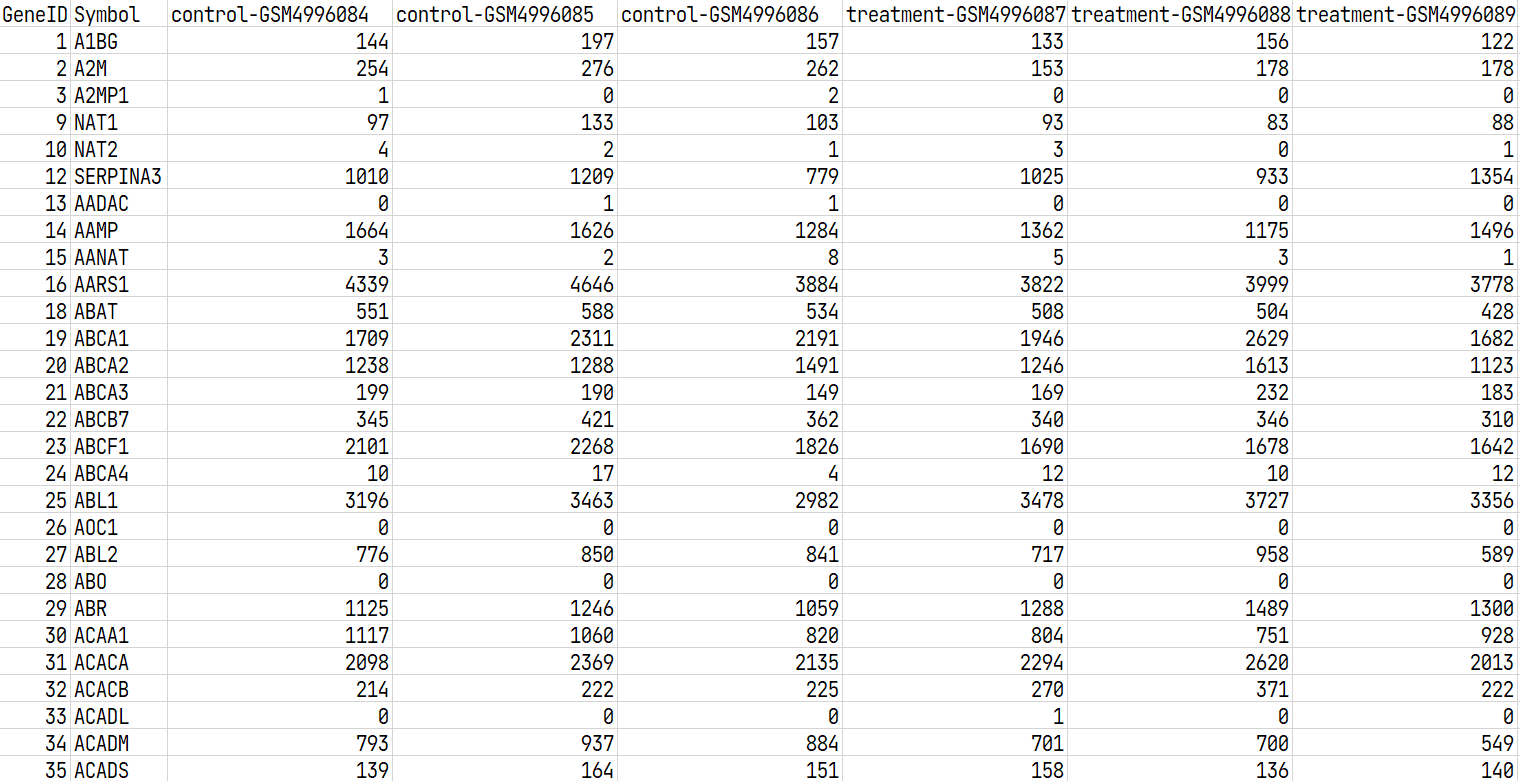 GeneID Symbol control-GSM4996084 control-GSM4996085 control-GSM4996086 treatment-GSM4996087 treatment-GSM4996088 treatment-GSM4996089
1 A1BG 144 197 157 133 156 122
2 A2M 254 276 262 153 178 178
3 A2MP1 1 0 2 0 0 0
9 NAT1 97 133 103 93 83 88
10 NAT2 4 2 1 3 0 1
12 SERPINA3 1010 1209 779 1025 933 1354
13 AADAC 0 1 1 0 0 0
14 AAMP 1664 1626 1284 1362 1175 1496
15 AANAT 3 2 8 5 3 1
16 AARS1 4339 4646 3884 3822 3999 3778
18 ABAT 551 588 534 508 504 428
19 ABCA1 1709 2311 2191 1946 2629 1682
20 ABCA2 1238 1288 1491 1246 1613 1123
21 ABCA3 199 190 149 169 232 183
22 ABCB7 345 421 362 340 346 310
23 ABCF1 2101 2268 1826 1690 1678 1642
24 ABCA4 10 17 4 12 10 12
25 ABL1 3196 3463 2982 3478 3727 3356
26 AOC1 0 0 0 0 0 0
27 ABL2 776 850 841 717 958 589
28 ABO 0 0 0 0 0 0
29 ABR 1125 1246 1059 1288 1489 1300
30 ACAA1 1117 1060 820 804 751 928
31 ACACA 2098 2369 2135 2294 2620 2013
32 ACACB 214 222 225 270 371 222
33 ACADL 0 0 0 1 0 0
34 ACADM 793 937 884 701 700 549
35 ACADS 139 164 151 158 136 140